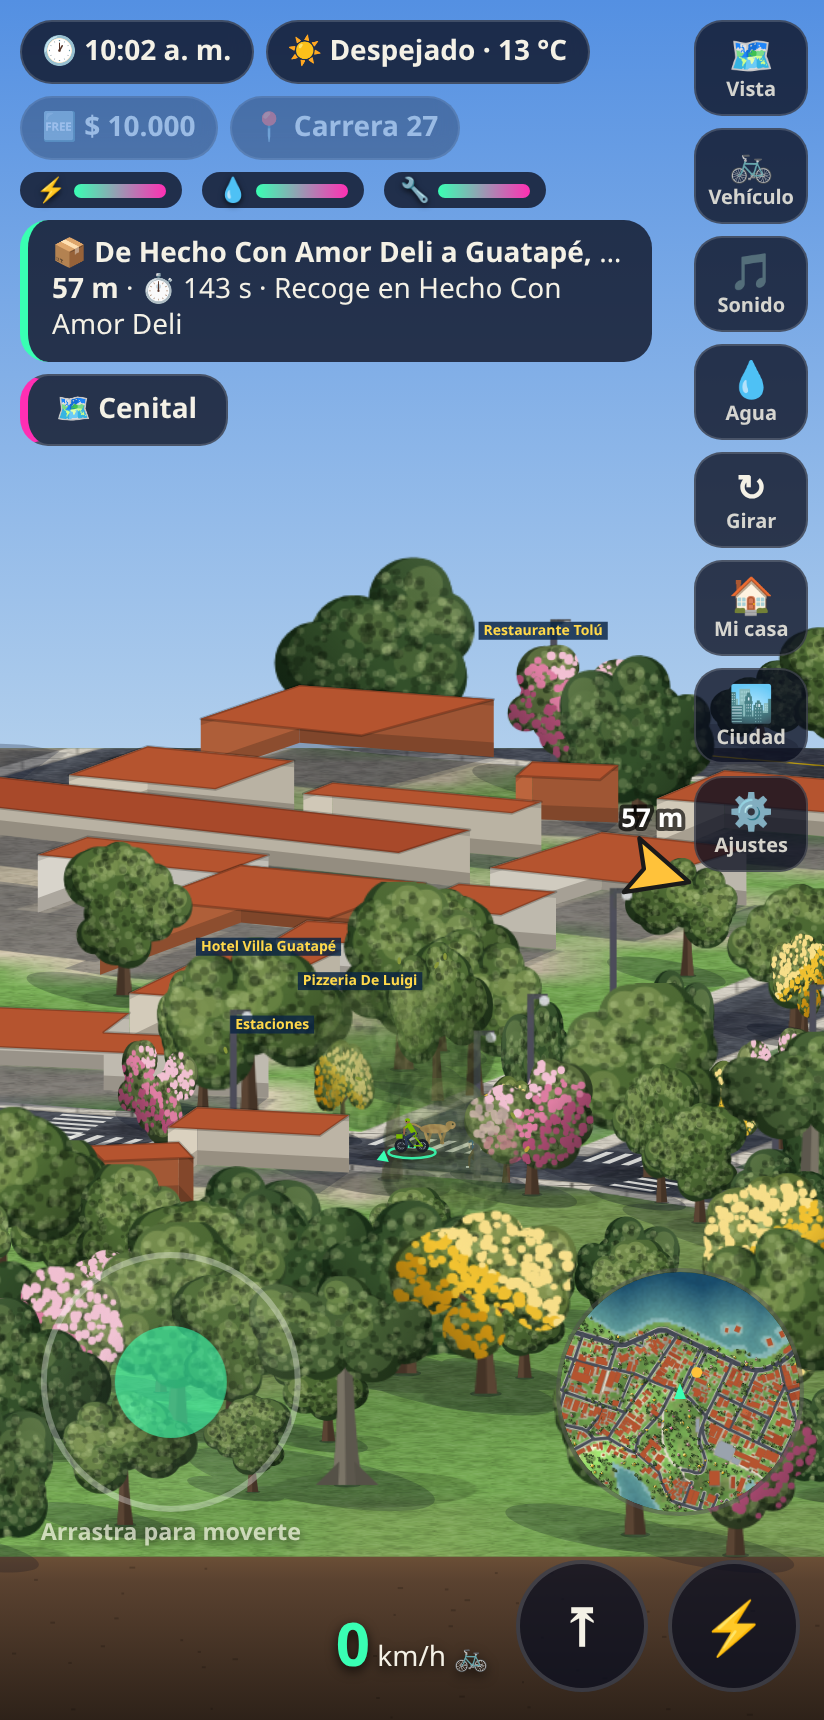 10:02 a. m.
Despejado · 13 °C
Vista
FREE $ 10.000
Carrera 27
Vehículo
De Hecho Con Amor Deli a Guatapé, ...
57 m · 143 s · Recoge en Hecho Con
Amor Deli
Sonido
Cenital
Agua
Girar
Mi casa
Restaurante Tolú
Ciudad
57 m
Ajustes
Hotel Villa Guatapé
Pizzeria De Luigi
Estaciones
Arrastra para moverte
0 km/h